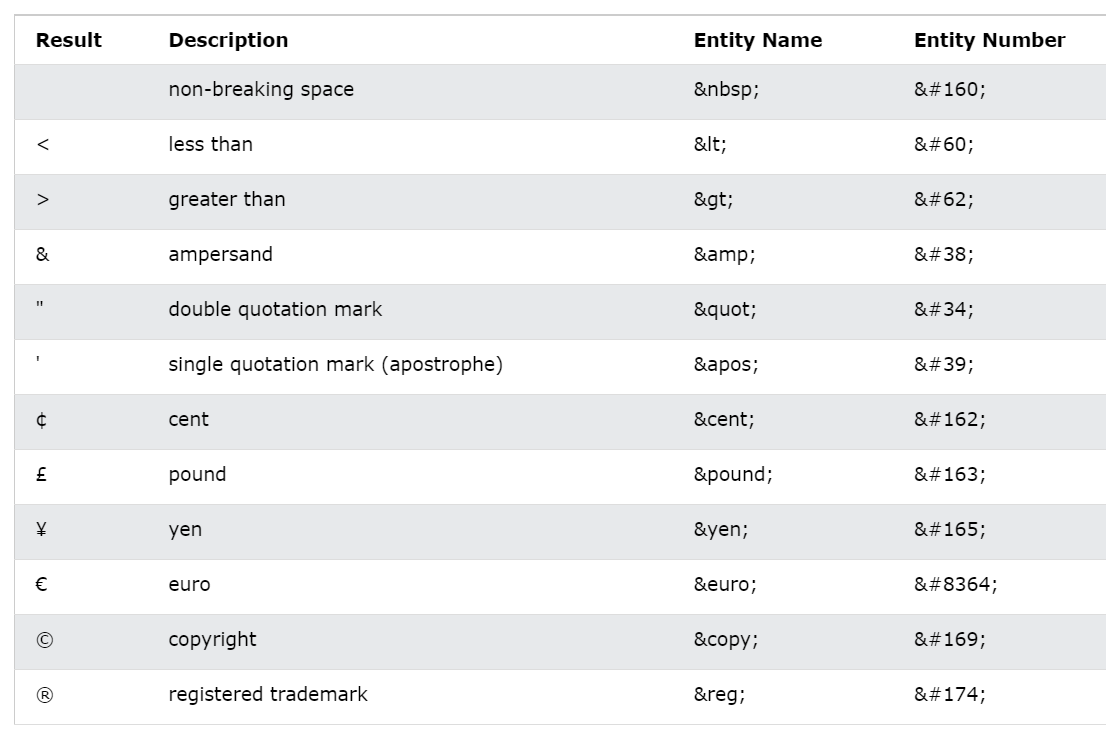 Result Description Entity Name Entity Number
non-breaking space &nbsp; &#160;
< less than &lt; &#60;
> greater than &gt; &#62;
& ampersand &amp; &#38;
" double quotation mark &quot; &#34;
' single quotation mark (apostrophe) &apos; &#39;
¢ cent &cent; &#162;
£ pound &pound; &#163;
¥ yen &yen; &#165;
€ euro &euro; &#8364;
© copyright &copy; &#169;
® registered trademark &reg; &#174;